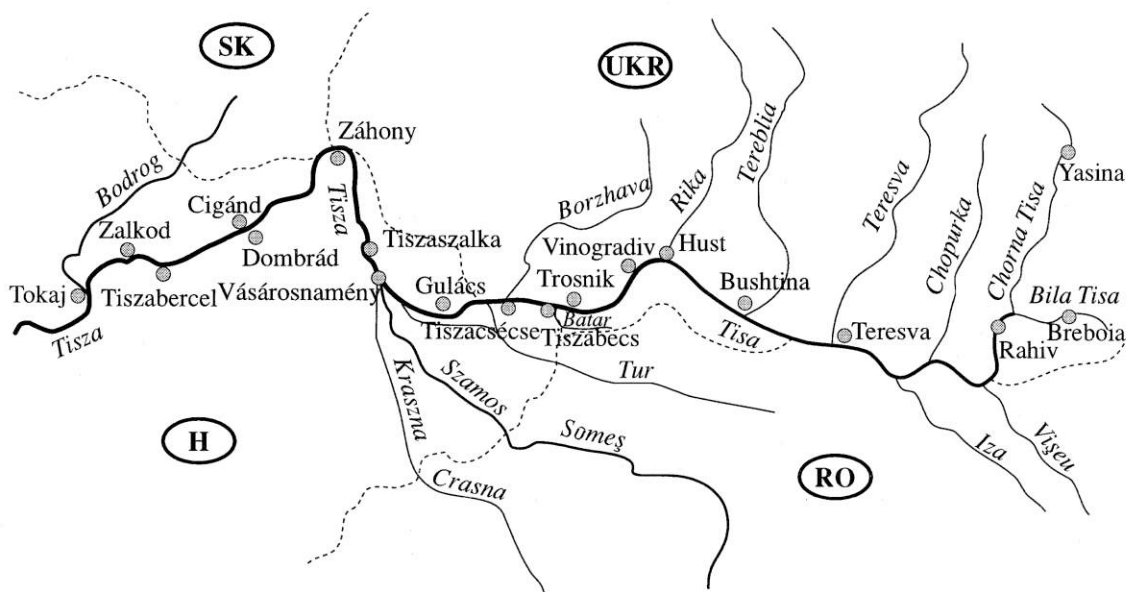 SK
UKR
Záhony
Bodrog
Tisza
Cigánd
Zalkod
Dombrád
Tiszaszalka
Tokaj
Tiszabercel
Vásárosnamény
Tisza
Borzhava
Rika
Tereblia
Teresva
Chopurka
Chorna Tisa
Yasina
Vinogradiv
Hust
Gulács
Trosnik
Bushtina
Bila Tisa
Tiszacsécse
Batar
Tiszabecs
Tisa
Teresva
Rahiv
Breboia
Kraszna
Szamos
Tur
H
Someş
Crasna
RO
Iza
Vişeu